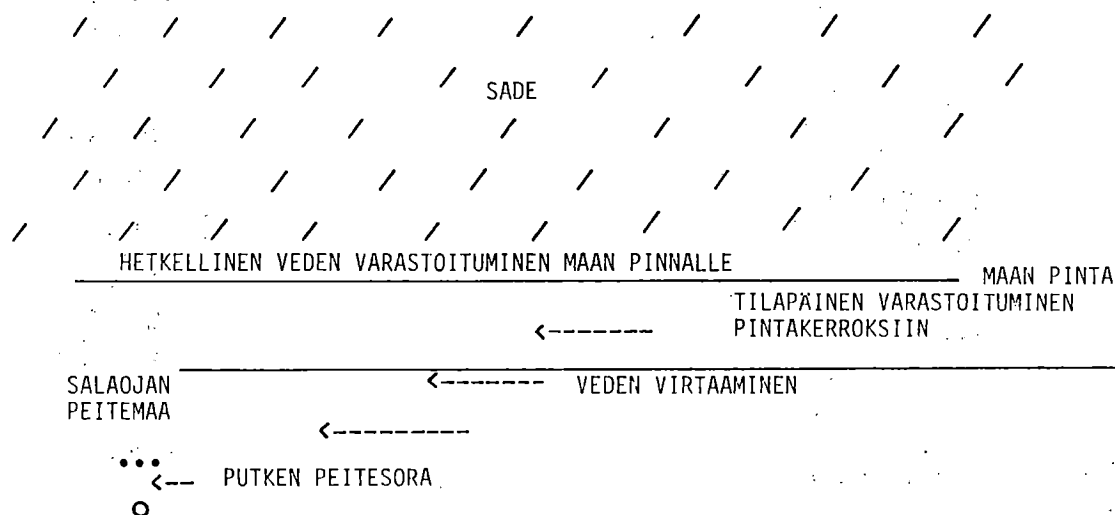 SADE
HETKELLINEN VEDEN VARASTOITUMINEN MAAN PINNALLE
MAAN PINTA
TILAPÄINEN VARASTOITUMINEN
PINTAKERROKSIIN
SALAOJAN
PEITEMAA
VEDEN VIRTAAMINEN
PUTKEN PEITESORA